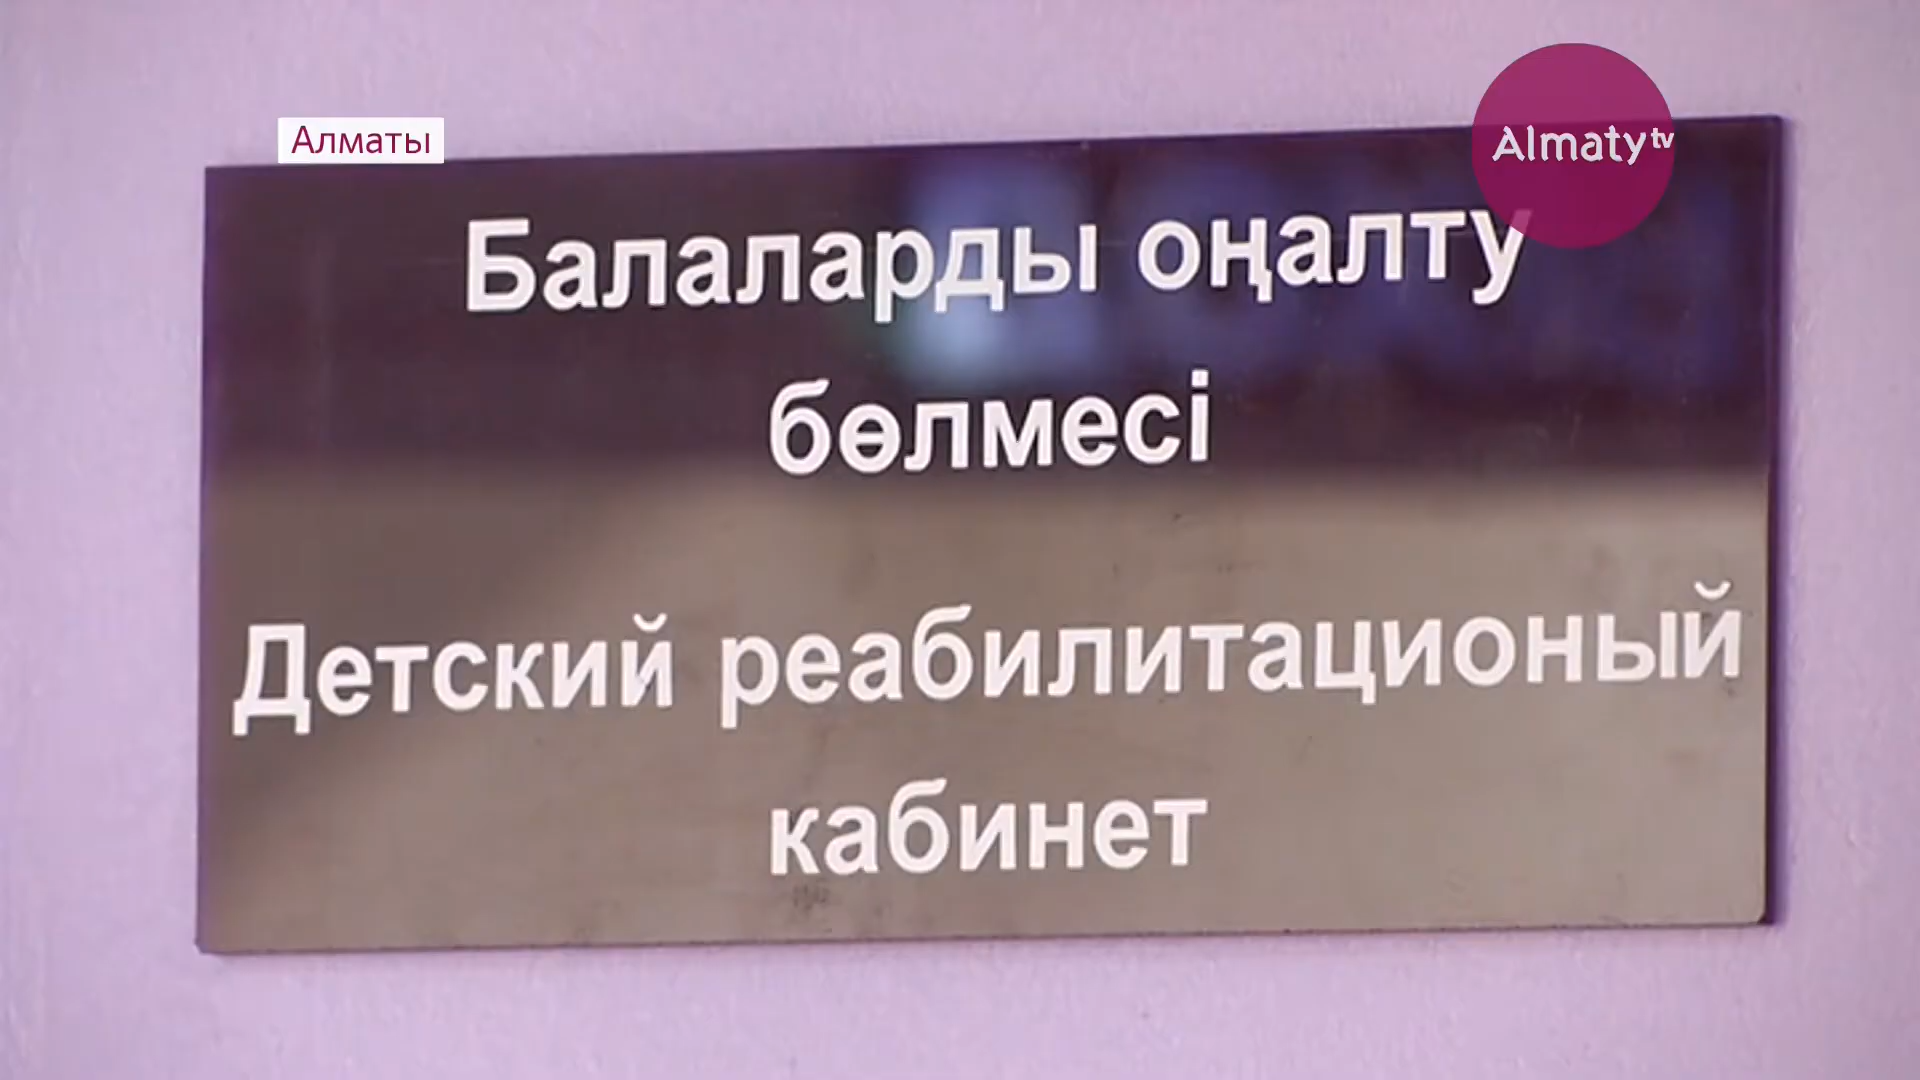 Алматы
Almaty tv
Балаларды оңалту
бөлмесі
Детский реабилитационый
кабинет